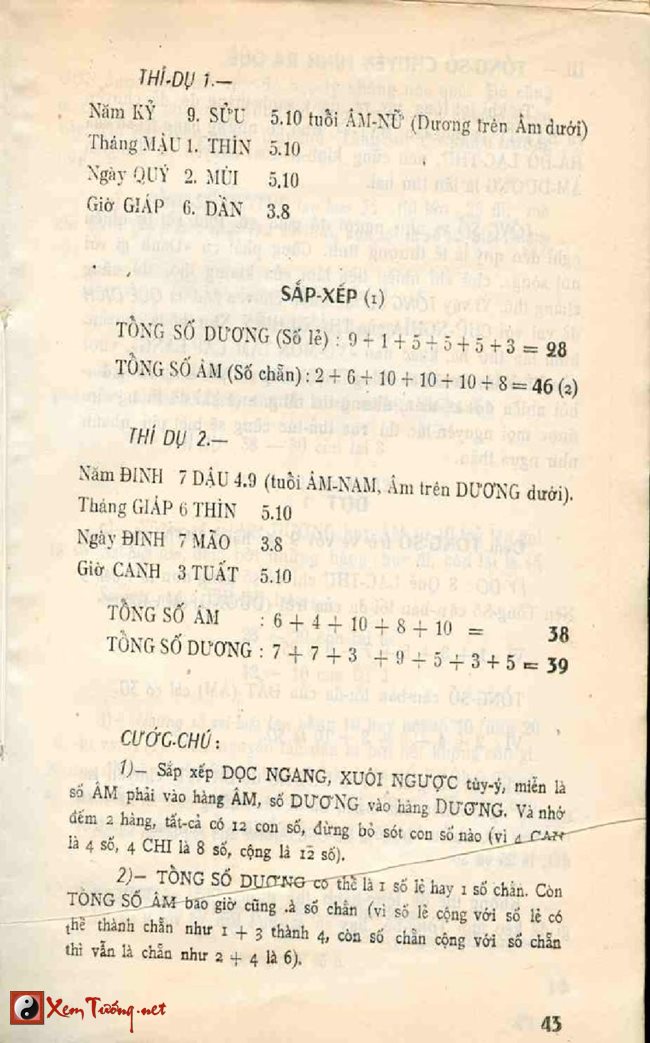 THÍ-DỤ 1.—
Năm KỶ 9. SỬU 5.10 tuổi ÂM-NỮ (Dương trên Âm dưới)
Tháng MẬU 1. THÌN 5.10
Ngày QUÝ 2. MÙI 5.10
Giờ GIÁP 6. DẦN 3.8
SẮP-XẾP (1)
TỔNG SỐ DƯƠNG (Số lẻ) : 9 + 1 + 5 + 5 + 5 + 3 = 28
TỔNG SỐ ÂM (Số chẵn) : 2 + 6 + 10 + 10 + 10 + 8 = 46 (2)
THÍ DỤ 2.—
Năm ĐINH 7 DẬU 4.9 (tuổi ÂM-NAM, Âm trên DƯƠNG dưới).
Tháng GIÁP 6 THÌN 5.10
Ngày ĐINH 7 MÃO 3.8
Giờ CANH 3 TUẤT 5.10
TỔNG SỐ ÂM : 6 + 4 + 10 + 8 + 10 = 38
TỔNG SỐ DƯƠNG : 7 + 7 + 3 + 9 + 5 + 3 + 5 = 39
CƯỚC-CHÚ :
1)— Sắp xếp DỌC NGANG, XUÔI NGƯỢC tùy-ý, miễn là
số ÂM phải vào hàng ÂM, số DƯƠNG vào hàng DƯƠNG. Và nhớ
đếm 2 hàng, tất-cả có 12 con số, đừng bỏ sót con số nào (vì 4 CAN
là 4 số, 4 CHI là 8 số, cộng là 12 số).
2)— TỔNG SỐ DƯƠNG có thể là 1 số lẻ hay 1 số chẵn. Còn
TỔNG SỐ ÂM bao giờ cũng là số chẵn (vì số lẻ cộng với số lẻ có
thể thành chẵn như 1 + 3 thành 4, còn số chẵn cộng với số chẵn
thì vẫn là chẵn như 2 + 4 là 6).
XemTướng.net
43